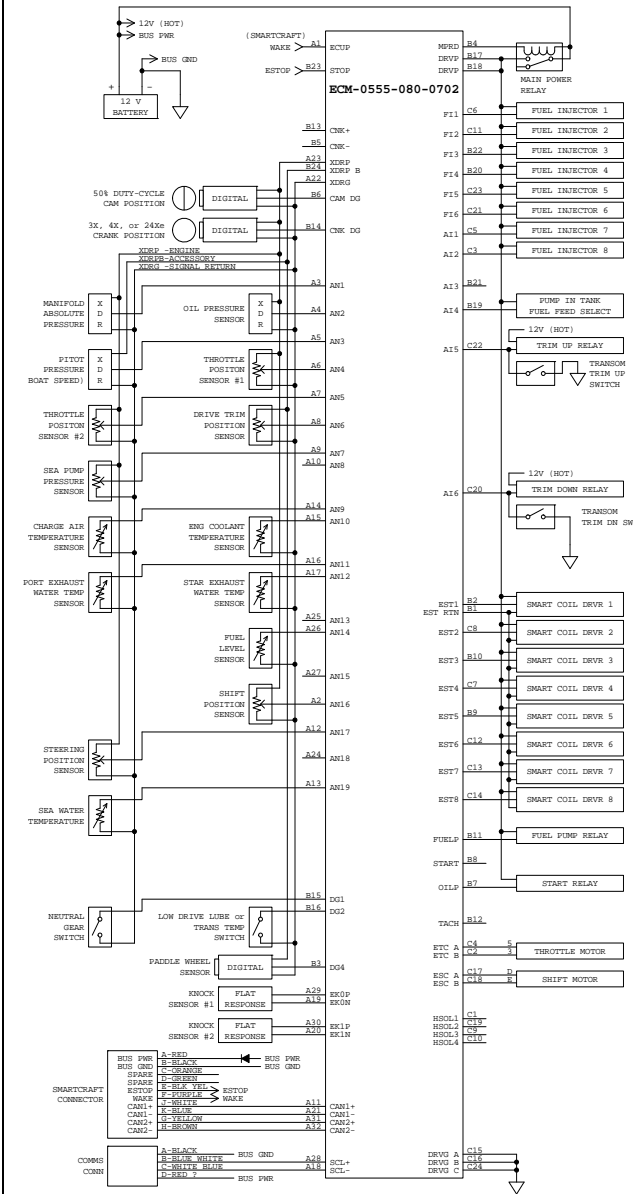 12V (HOT)
BUS PWR
BUS GND
+ -
12 V
BATTERY
(SMARTCRAFT)
WAKE A1 ECUP
ESTOP B23 STOP
ECM-0555-080-0702
B13 CNK+
B5 CNK-
A23 XDRP
B24 XDRP B
A22 XDRG
50% DUTY-CYCLE
CAM POSITION
DIGITAL
B6 CAM DG
3X, 4X, or 24Xe
CRANK POSITION
DIGITAL
B14 CNK DG
XDRP -ENGINE
XDRPB-ACCESSORY
XDRG -SIGNAL RETURN
A3 AN1
MANIFOLD
ABSOLUTE
PRESSURE
X
D
R
OIL PRESSURE
SENSOR
X
D
R
A4 AN2
A5 AN3
PITOT
PRESSURE
BOAT SPEED)
X
D
R
THROTTLE
POSITON
SENSOR #1
A6 AN4
A7 AN5
THROTTLE
POSITON
SENSOR #2
DRIVE TRIM
POSITION
SENSOR
A8 AN6
A9 AN7
A10 AN8
SEA PUMP
PRESSURE
SENSOR
A14 AN9
A15 AN10
CHARGE AIR
TEMPERATURE
SENSOR
ENG COOLANT
TEMPERATURE
SENSOR
A16 AN11
A17 AN12
PORT EXHAUST
WATER TEMP
SENSOR
STAR EXHAUST
WATER TEMP
SENSOR
A25 AN13
A26 AN14
FUEL
LEVEL
SENSOR
A27 AN15
SHIFT
POSITION
SENSOR
A2 AN16
A12 AN17
STEERING
POSITION
SENSOR
A24 AN18
A13 AN19
SEA WATER
TEMPERATURE
B15 DG1
B16 DG2
NEUTRAL
GEAR
SWITCH
LOW DRIVE LUBE or
TRANS TEMP
SWITCH
PADDLE WHEEL
SENSOR
DIGITAL
B3 DG4
KNOCK
SENSOR #1
FLAT
RESPONSE
A29 EK0P
A19 EK0N
KNOCK
SENSOR #2
FLAT
RESPONSE
A30 EK1P
A20 EK1N
SMARTCRAFT
CONNECTOR
BUS PWR A-RED BUS PWR
BUS GND B-BLACK BUS GND
SPARE C-ORANGE
SPARE D-GREEN
ESTOP E-BLK YEL ESTOP
WAKE F-PURPLE WAKE
CAN1+ J-WHITE A11 CAN1+
CAN1- K-BLUE A21 CAN1-
CAN2+ G-YELLOW A31 CAN2+
CAN2- H-BROWN A32 CAN2-
COMMS
CONN
A-BLACK BUS GND
B-BLUE WHITE A28 SCL+
C-WHITE BLUE A18 SCL-
D-RED ? BUS PWR
MPRD B4
DRVP B17
DRVP B18
MAIN POWER
RELAY
FI1 C6 FUEL INJECTOR 1
FI2 C11 FUEL INJECTOR 2
FI3 B22 FUEL INJECTOR 3
FI4 B20 FUEL INJECTOR 4
FI5 C23 FUEL INJECTOR 5
FI6 C21 FUEL INJECTOR 6
AI1 C5 FUEL INJECTOR 7
AI2 C3 FUEL INJECTOR 8
AI3 B21
AI4 B19
PUMP IN TANK
FUEL FEED SELECT
12V (HOT)
AI5 C22 TRIM UP RELAY
TRANSOM
TRIM UP
SWITCH
12V (HOT)
AI6 C20 TRIM DOWN RELAY
TRANSOM
TRIM DN SW
EST1 B2 SMART COIL DRVR 1
EST RTN B1
EST2 C8 SMART COIL DRVR 2
EST3 B10 SMART COIL DRVR 3
EST4 C7 SMART COIL DRVR 4
EST5 B9 SMART COIL DRVR 5
EST6 C12 SMART COIL DRVR 6
EST7 C13 SMART COIL DRVR 7
EST8 C14 SMART COIL DRVR 8
FUELP B11 FUEL PUMP RELAY
START B8
OILP B7 START RELAY
TACH B12
ETC A C4 5
ETC B C2 3
THROTTLE MOTOR
ESC A C17 D
ESC B C18 E
SHIFT MOTOR
HSOL1 C1
HSOL2 C19
HSOL3 C9
HSOL4 C10
DRVG A C15
DRVG B C16
DRVG C C24